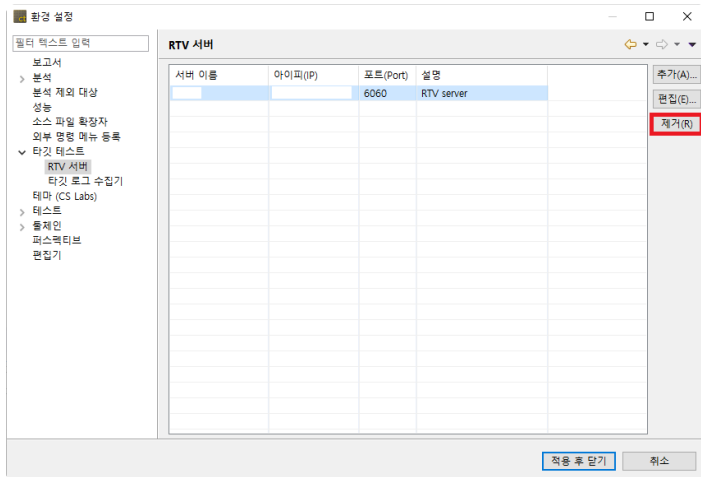 환경 설정
필터 텍스트 입력
보고서
분석
분석 제외 대상
성능
소스 파일 확장자
외부 명령 메뉴 등록
타깃 테스트
RTV 서버
타깃 로그 수집기
테마 (CS Labs)
테스트
툴체인
퍼스펙티브
편집기
RTV 서버
서버 이름 아이피(IP) 포트(Port) 설명
6060 RTV server
추가(A)...
편집(E)...
제거(R)
적용 후 닫기 취소